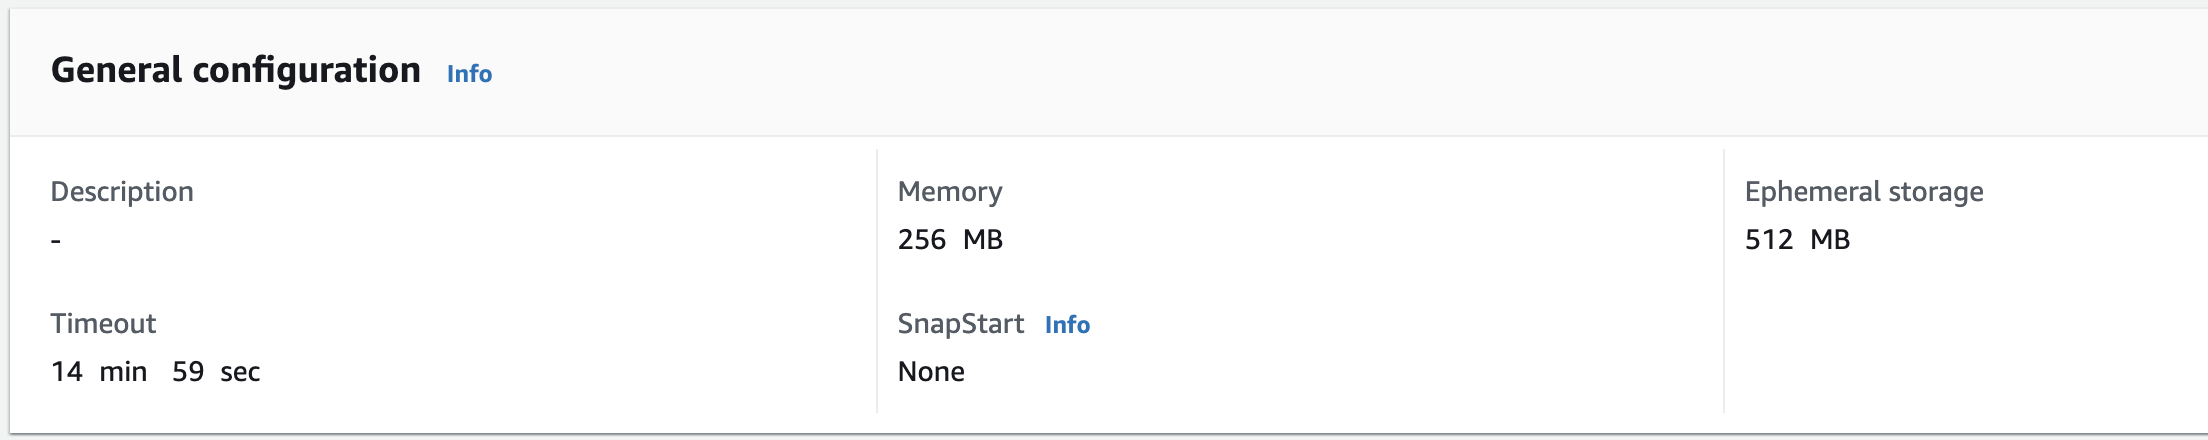 General configuration Info
Description
-
Memory
256 MB
Ephemeral storage
512 MB
Timeout
14 min 59 sec
SnapStart Info
None